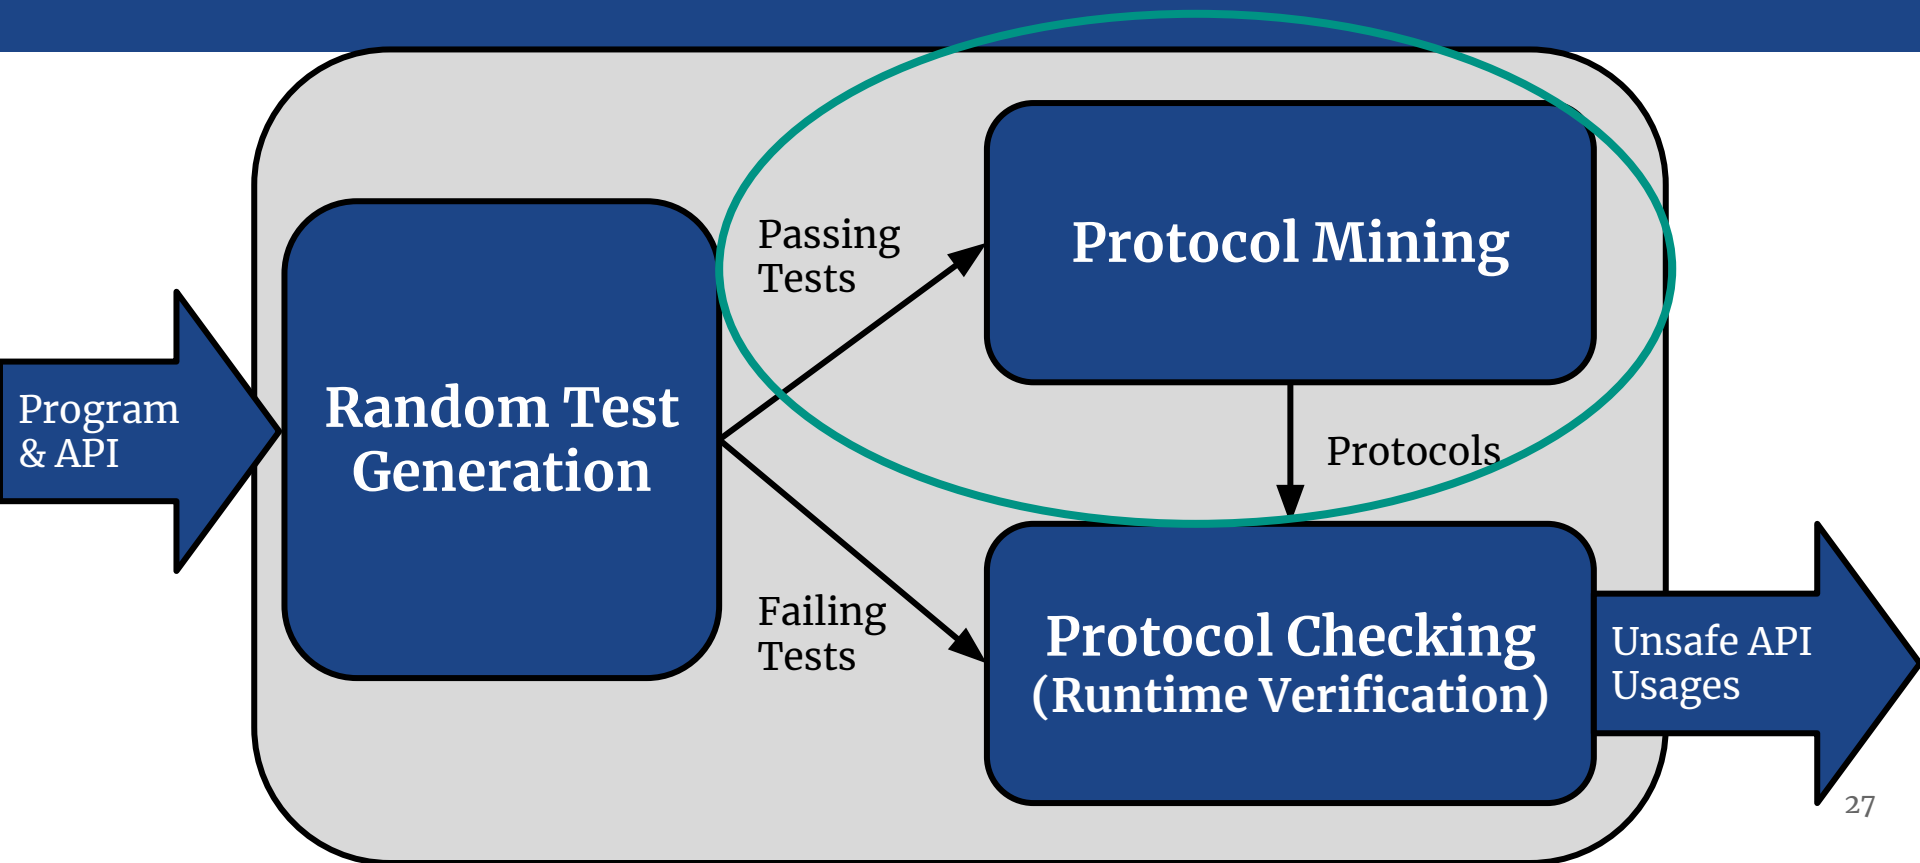 Program
& API
Random Test
Generation
Passing
Tests
Failing
Tests
Protocol Mining
Protocols
Protocol Checking
(Runtime Verification)
Unsafe API
Usages
27